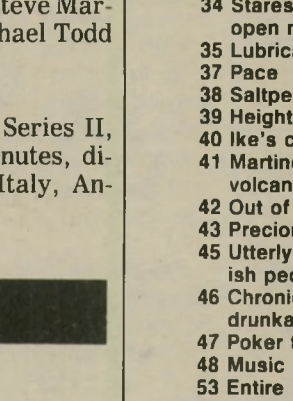 teve Mar-
hael Todd
Series II,
nutes, di-
Italy, An-
34 Stares
open m
35 Lubrica
37 Pace
38 Saltpe
39 Height
40 Ike's c
41 Martin
volcan
42 Out of
43 Precio
45 Utterly
ish peo
46 Chroni
drunka
47 Poker
48 Music
53 Entire